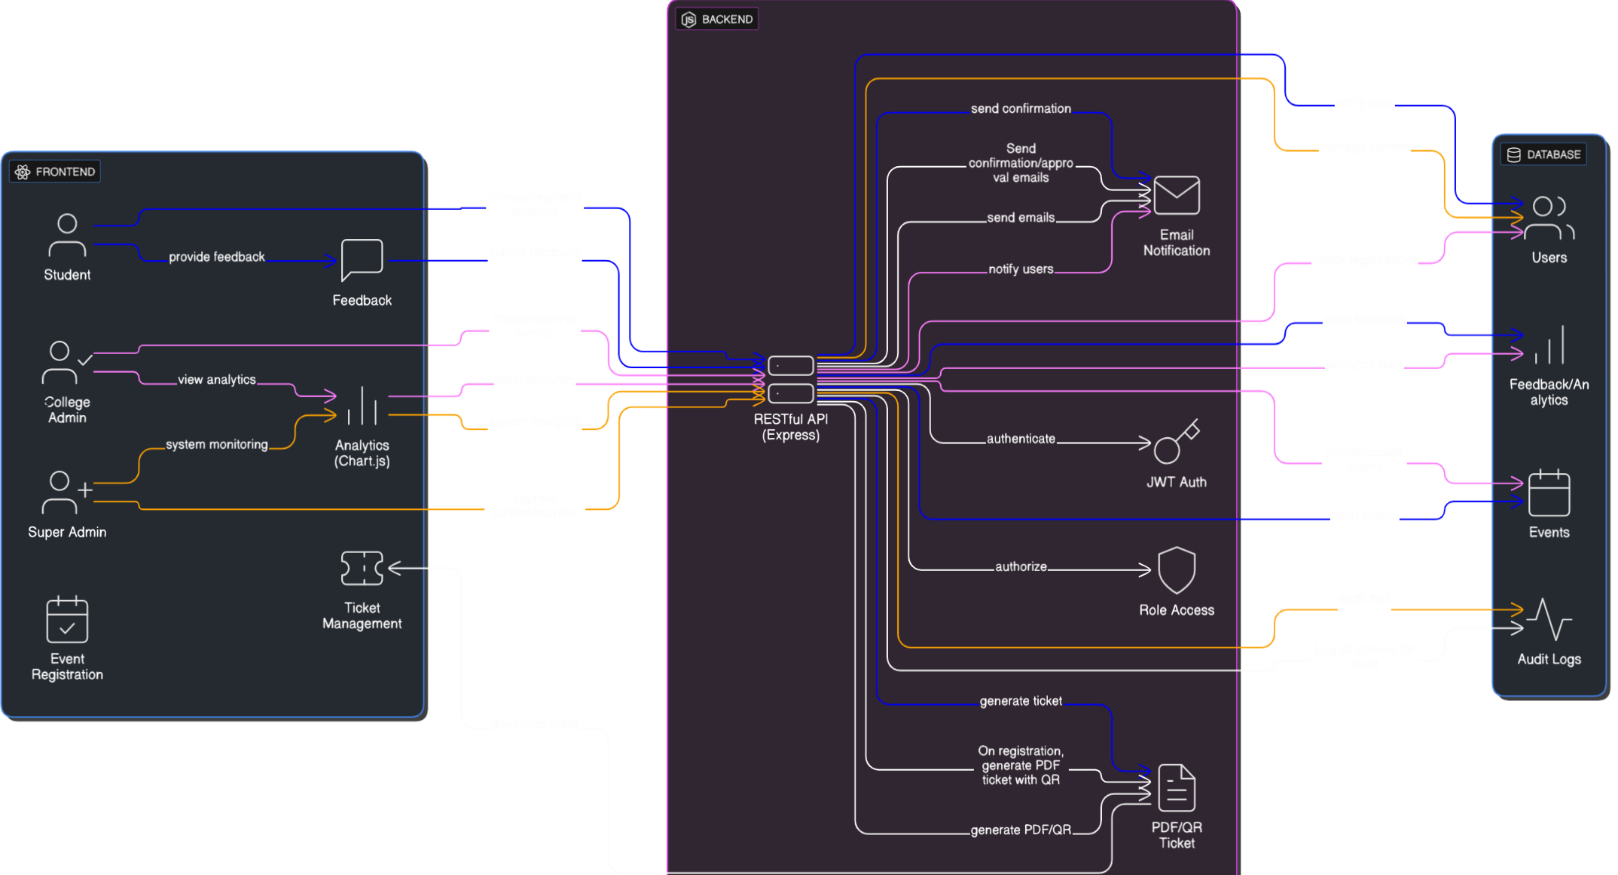 BACKEND
FRONTEND
DATABASE
Student
provide feedback
Feedback
College
Admin
view analytics
system monitoring
Analytics
(Chart.js)
Super Admin
Ticket
Management
Event
Registration
RESTful API
(Express)
send confirmation
Send
confirmation/appro
val emails
send emails
notify users
Email
Notification
authenticate
JWT Auth
authorize
Role Access
generate ticket
On registration,
generate PDF
ticket with QR
generate PDF/QR
PDF/QR
Ticket
Users
Feedback/An
alytics
Events
Audit Logs